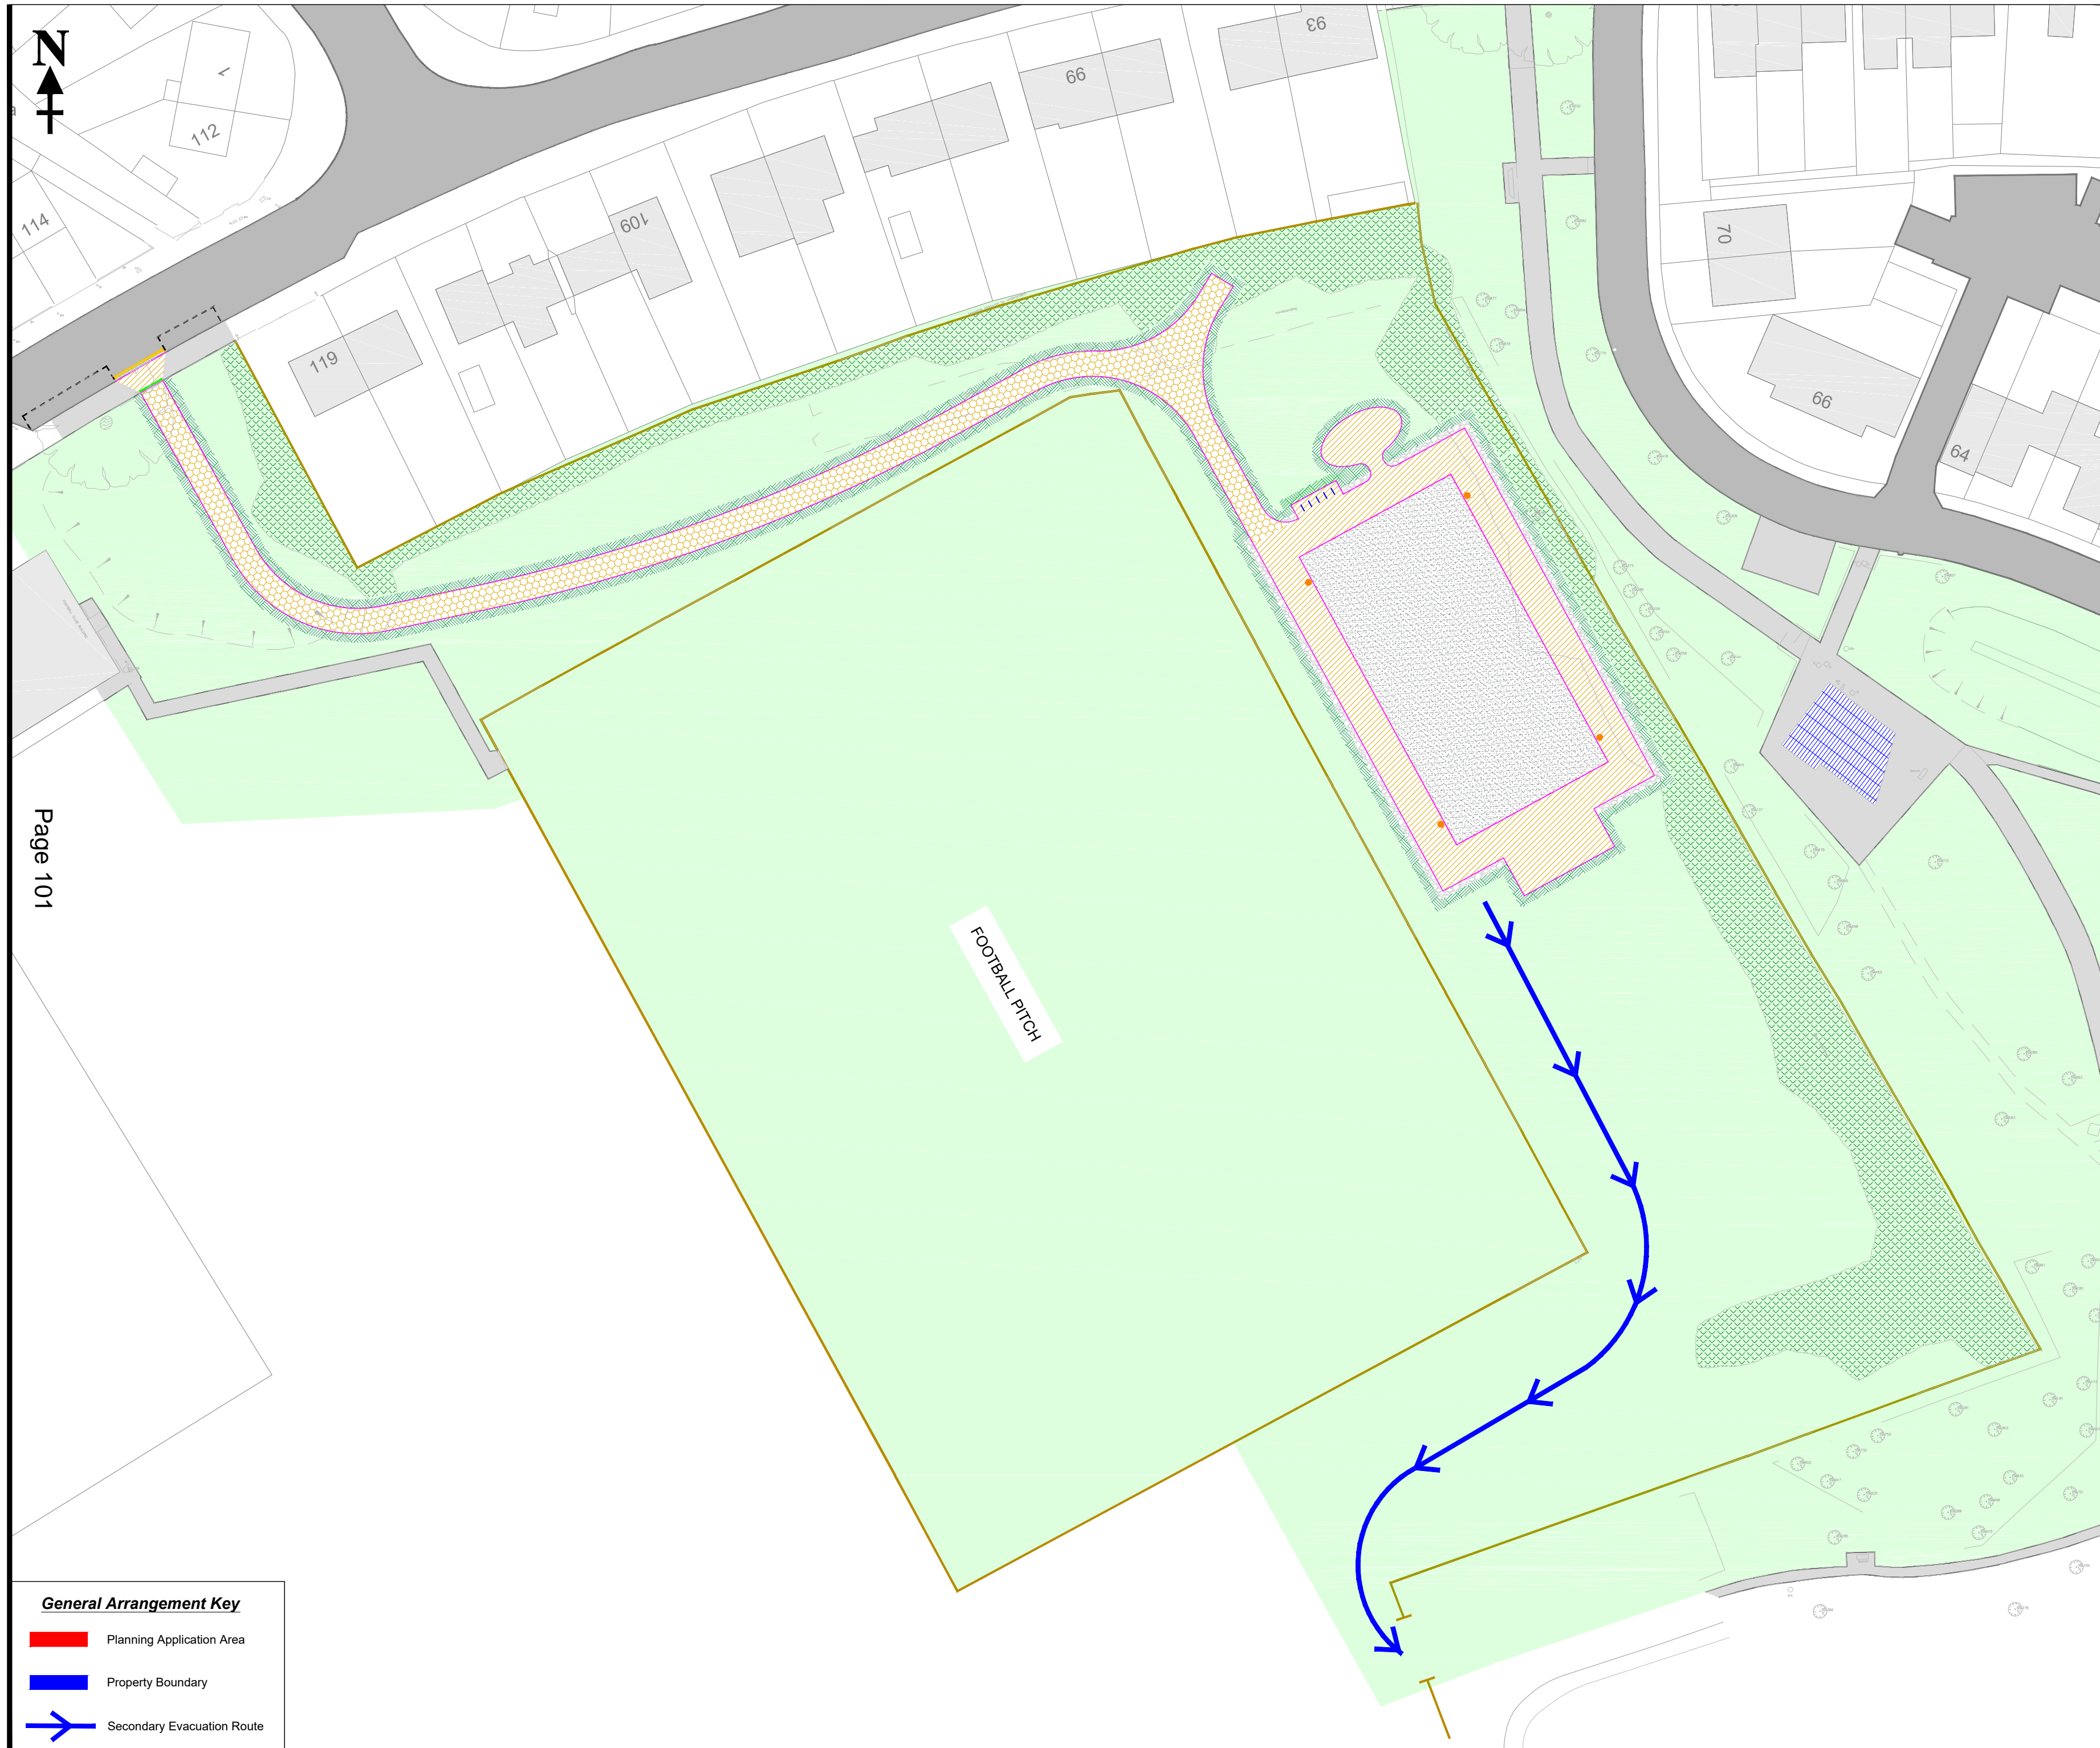 N
1
112
114
93
99
109
119
70
66
64
FOOTBALL PITCH
Page 101
General Arrangement Key
Planning Application Area
Property Boundary
Secondary Evacuation Route